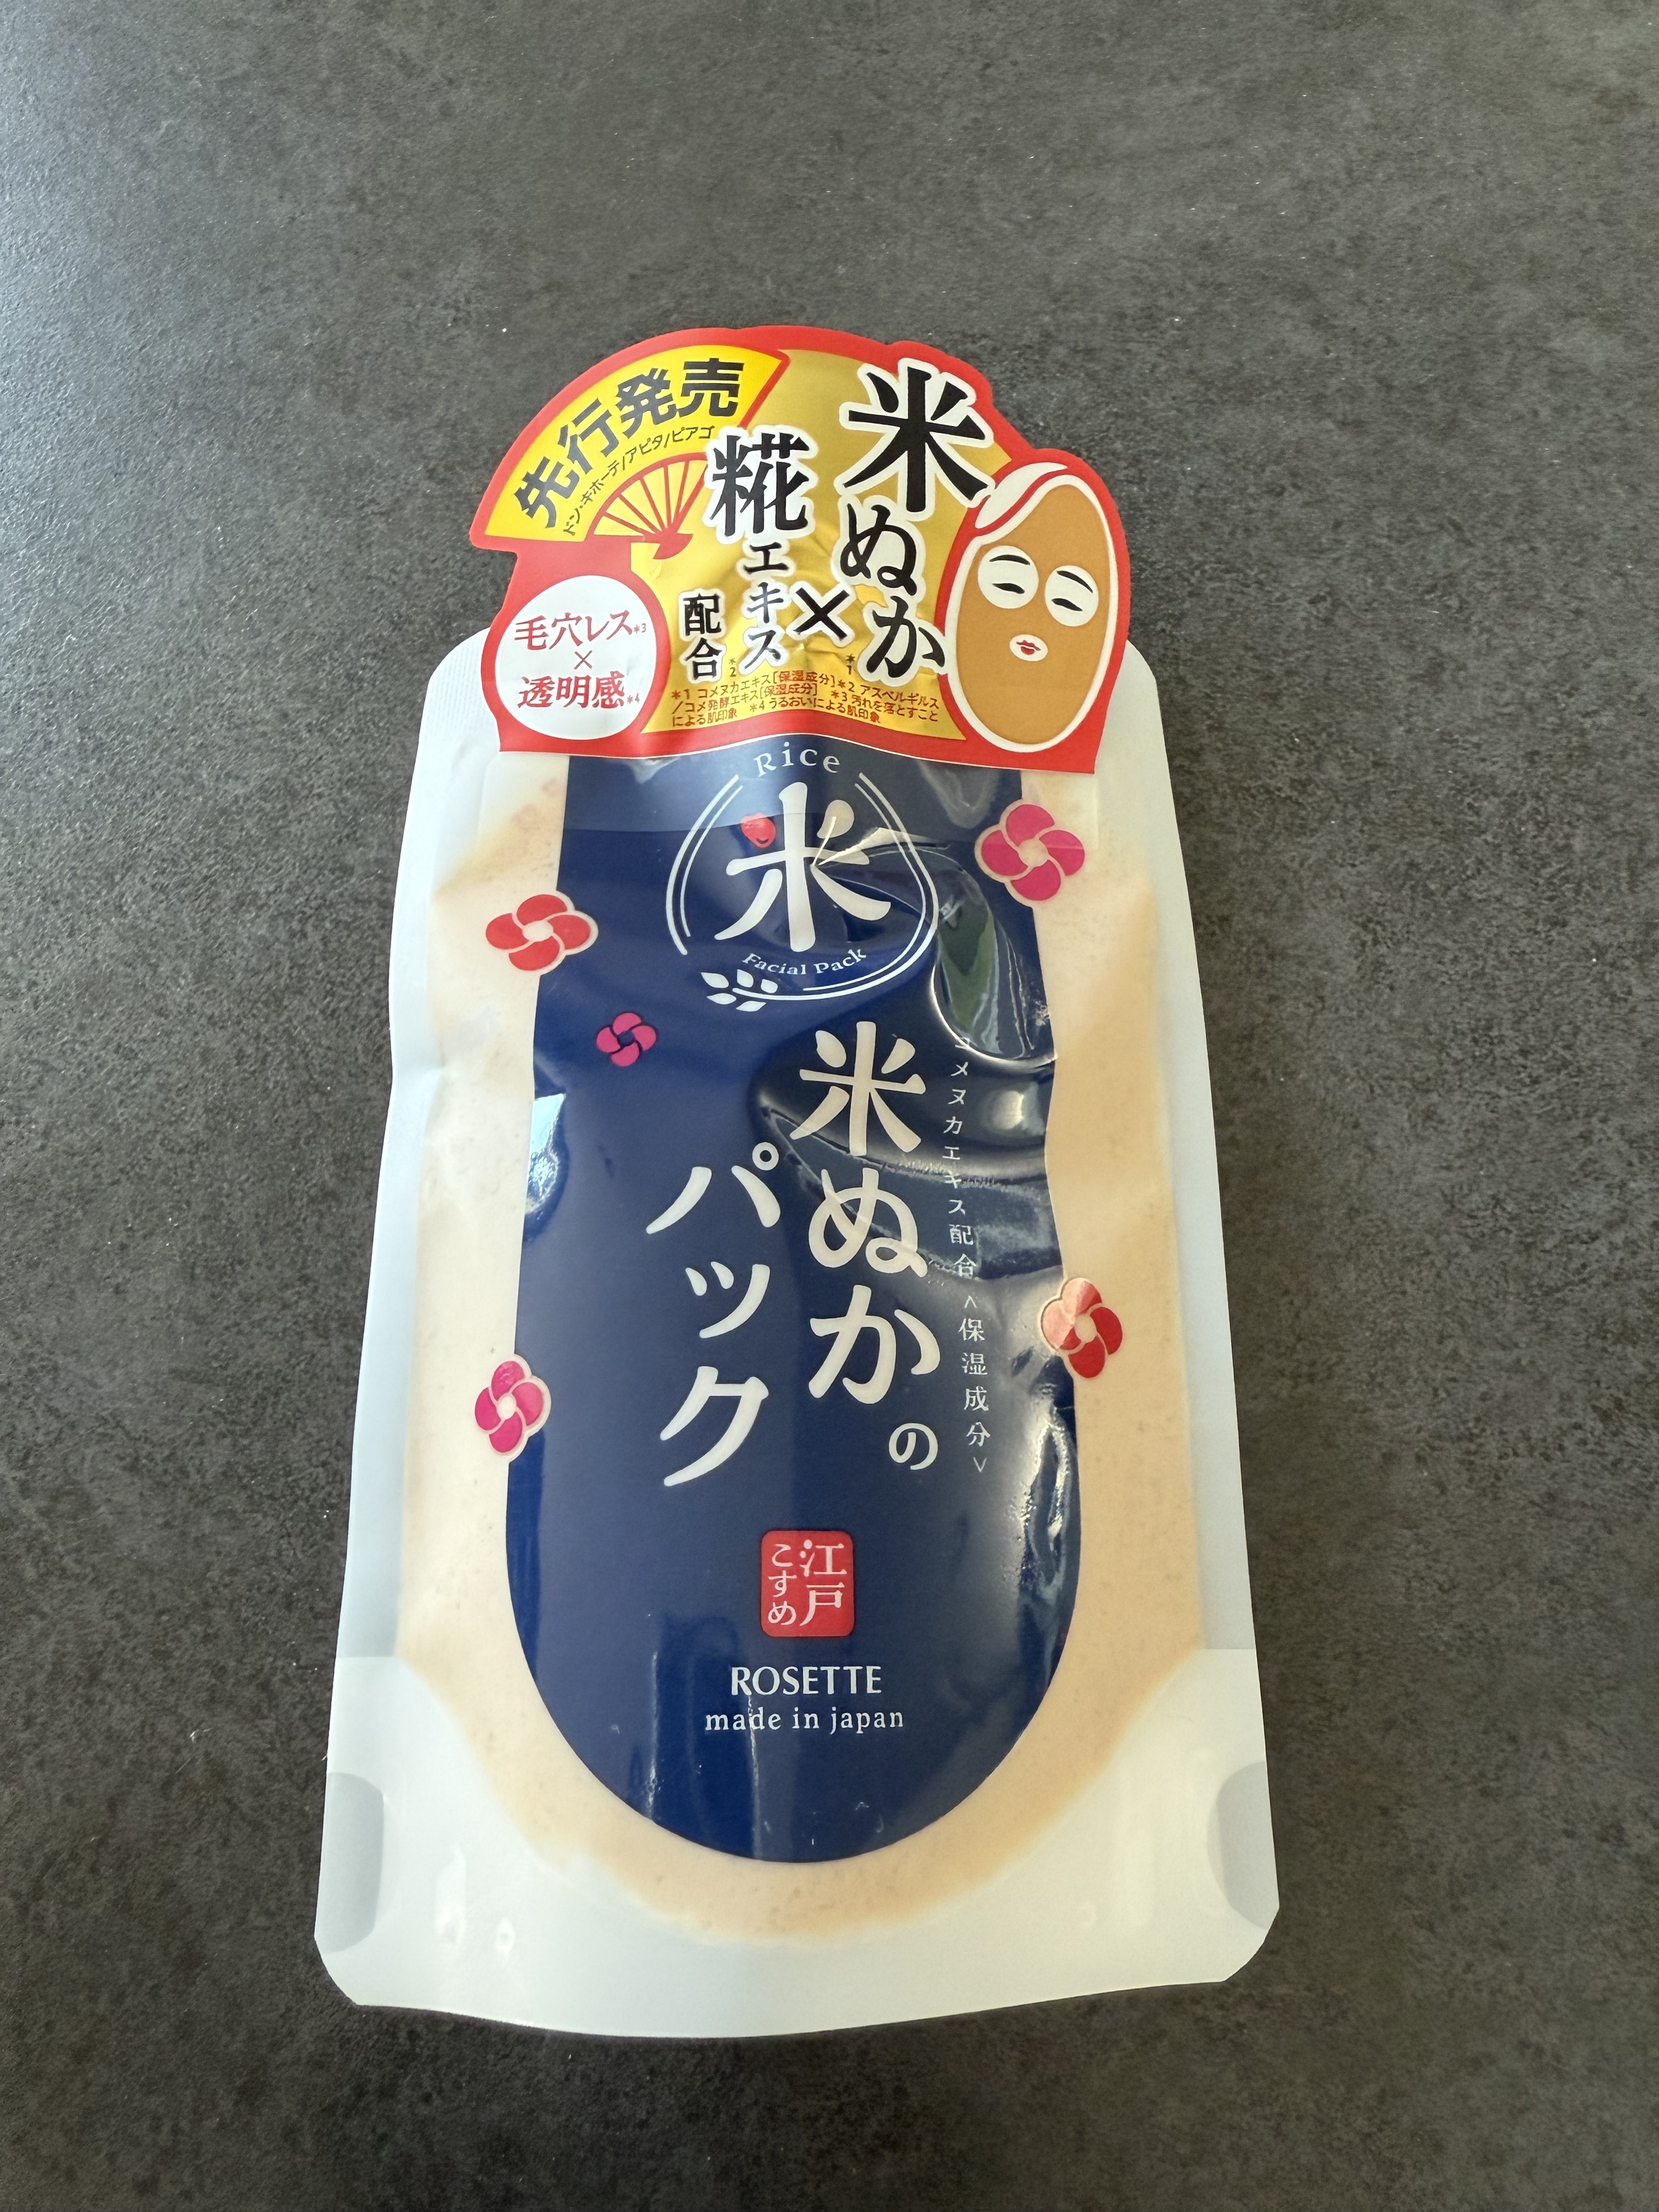 先行発売
ドン・キホーテ/アピタ/ピアゴ
米ぬか*1
×
糀エキス
配合*2
毛穴レス*3
×
透明感*4
*1 コメヌカエキス[保湿成分] *2 アスペルギルス
/コメ発酵エキス[保湿成分] *3 汚れを落とすこと
による肌印象 *4 うるおいによる肌印象
Rice
米
Facial Pack
コメヌカエキス配合<保湿成分>
米ぬかの
パック
江戸
こすめ
ROSETTE
made in japan